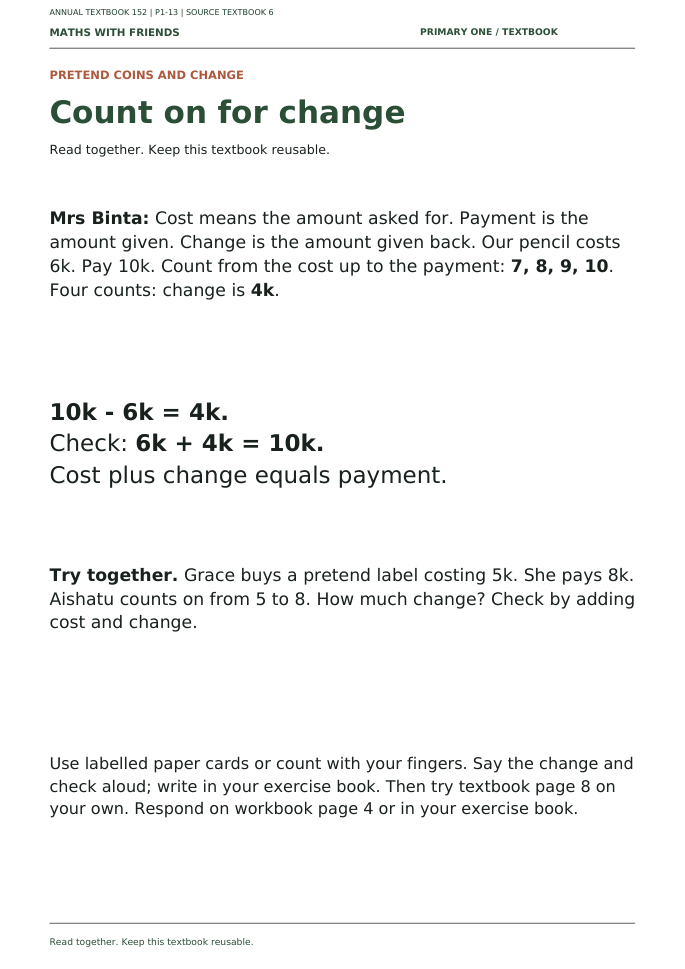 ANNUAL TEXTBOOK 152 | P1-13 | SOURCE TEXTBOOK 6
MATHS WITH FRIENDS
PRIMARY ONE / TEXTBOOK
PRETEND COINS AND CHANGE
Count on for change
Read together. Keep this textbook reusable.
Mrs Binta: Cost means the amount asked for. Payment is the
amount given. Change is the amount given back. Our pencil costs
6k. Pay 10k. Count from the cost up to the payment: 7, 8, 9, 10.
Four counts: change is 4k.
10k - 6k = 4k.
Check: 6k + 4k = 10k.
Cost plus change equals payment.
Try together. Grace buys a pretend label costing 5k. She pays 8k.
Aishatu counts on from 5 to 8. How much change? Check by adding
cost and change.
Use labelled paper cards or count with your fingers. Say the change and
check aloud; write in your exercise book. Then try textbook page 8 on
your own. Respond on workbook page 4 or in your exercise book.
Read together. Keep this textbook reusable.